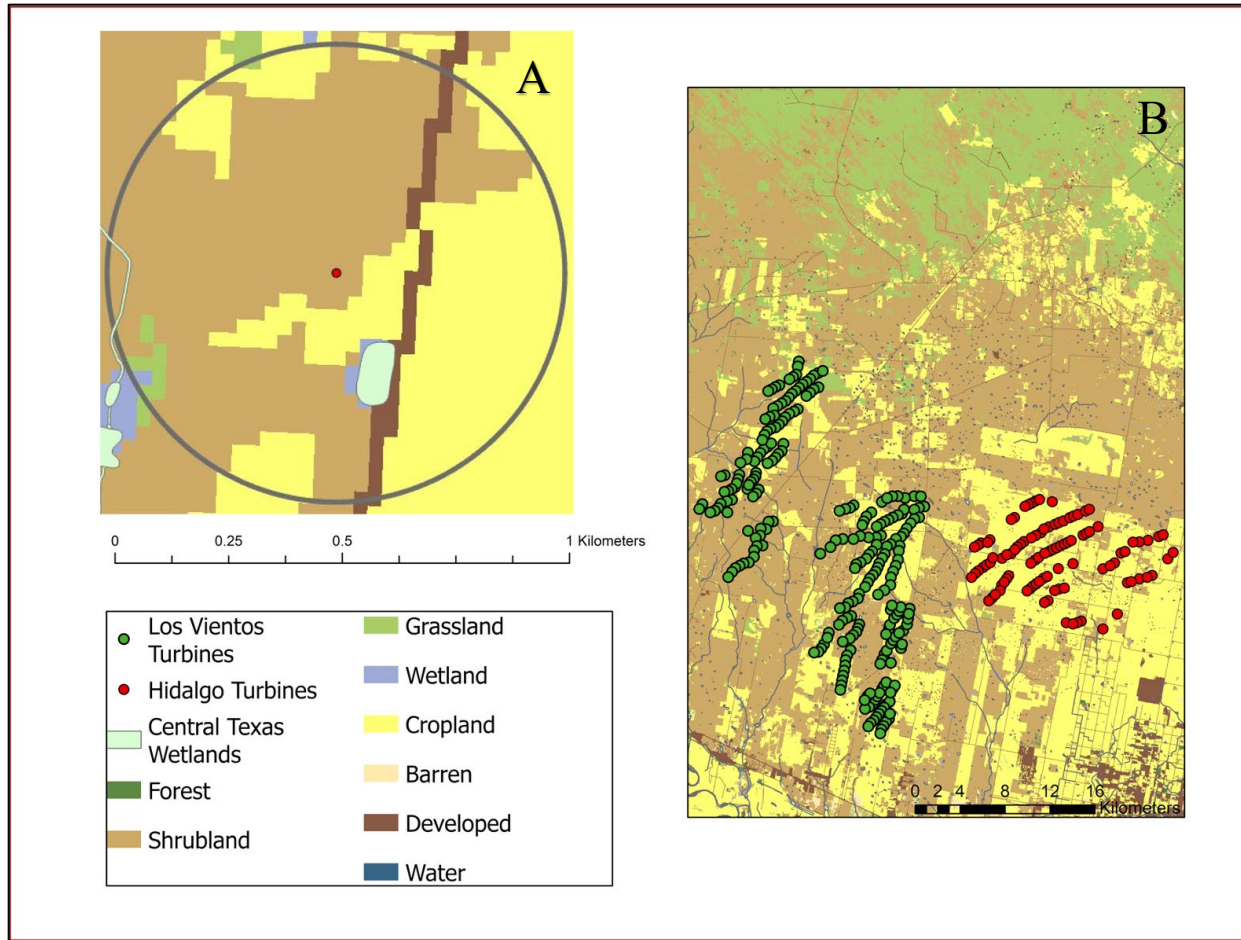 A
B
0 0.25 0.5 1 Kilometers
Los Vientos
Turbines
Hidalgo Turbines
Central Texas
Wetlands
Forest
Shrubland
Grassland
Wetland
Cropland
Barren
Developed
Water
0 2 4 8 12 16
Kilometers